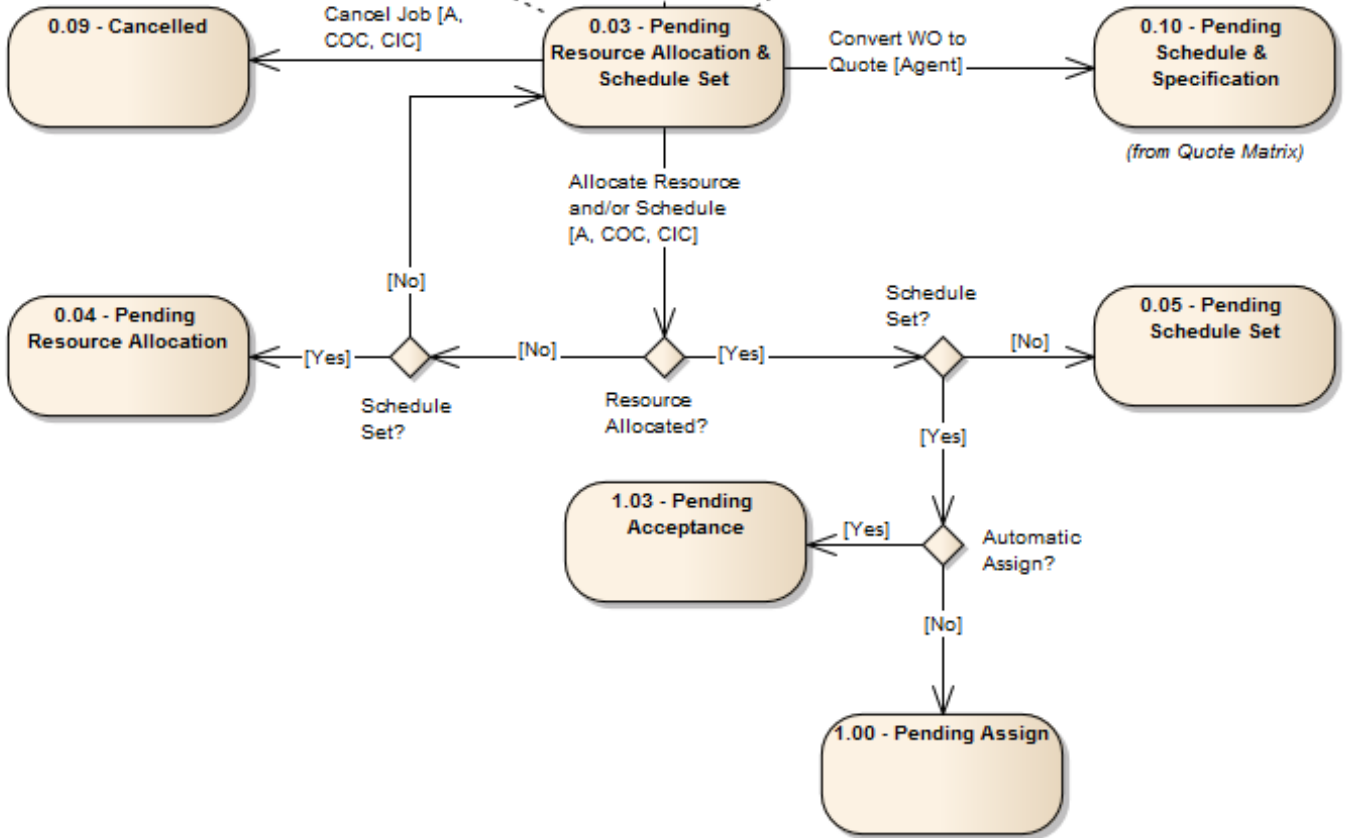 Cancel Job [A,
COC, CIC]
0.09 - Cancelled
0.03 - Pending
Resource Allocation &
Schedule Set
Convert WO to
Quote [Agent]
0.10 - Pending
Schedule &
Specification
(from Quote Matrix)
Allocate Resource
and/or Schedule
[A, COC, CIC]
[No]
0.04 - Pending
Resource Allocation
[Yes]
Schedule
Set?
[No]
Resource
Allocated?
[Yes]
Schedule
Set?
[No]
0.05 - Pending
Schedule Set
[Yes]
1.03 - Pending
Acceptance
[Yes]
Automatic
Assign?
[No]
1.00 - Pending Assign